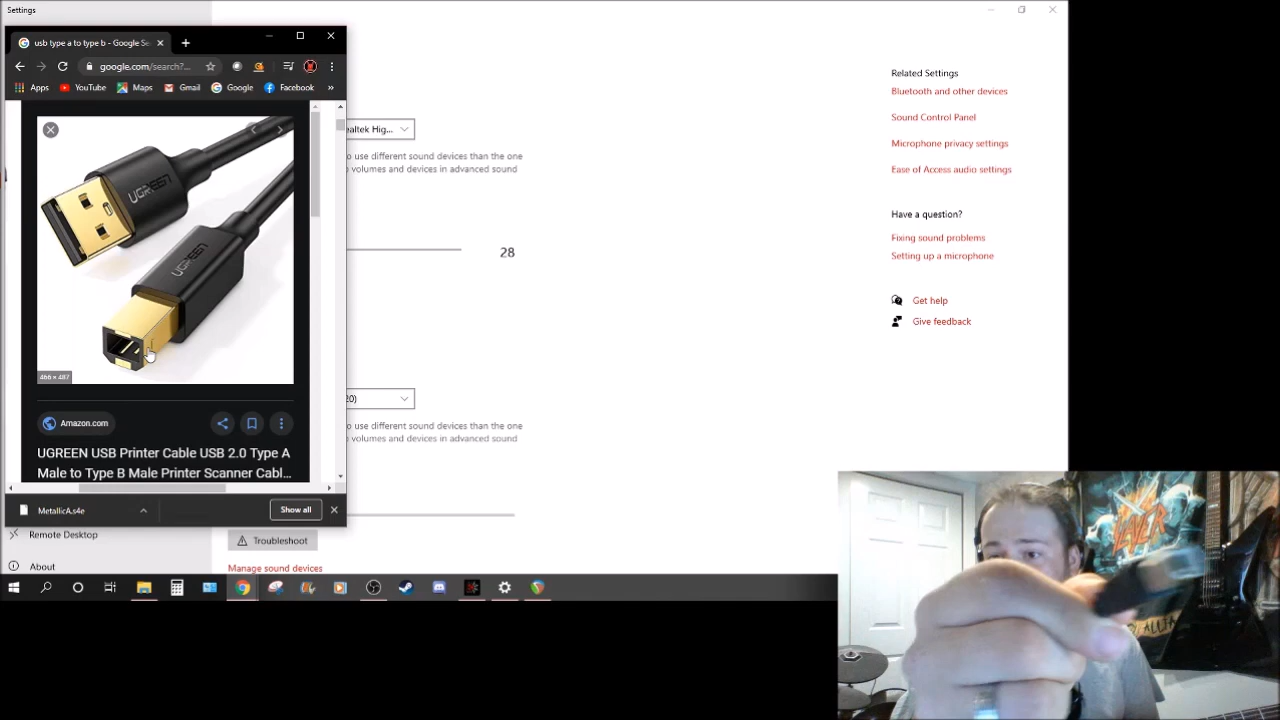 Settings
usb type a to type b - Google Se
google.com/search?...
Apps
YouTube
Maps
Gmail
Google
Facebook
»
UGREEN
UGREEN
466 × 487
Amazon.com
UGREEN USB Printer Cable USB 2.0 Type A
Male to Type B Male Printer Scanner Cabl...
MetallicA.s4e
Show all
ealtek Hig...
o use different sound devices than the one
o volumes and devices in advanced sound
28
20)
o use different sound devices than the one
o volumes and devices in advanced sound
Remote Desktop
About
Troubleshoot
Manage sound devices
Related Settings
Bluetooth and other devices
Sound Control Panel
Microphone privacy settings
Ease of Access audio settings
Have a question?
Fixing sound problems
Setting up a microphone
Get help
Give feedback
SLAYER